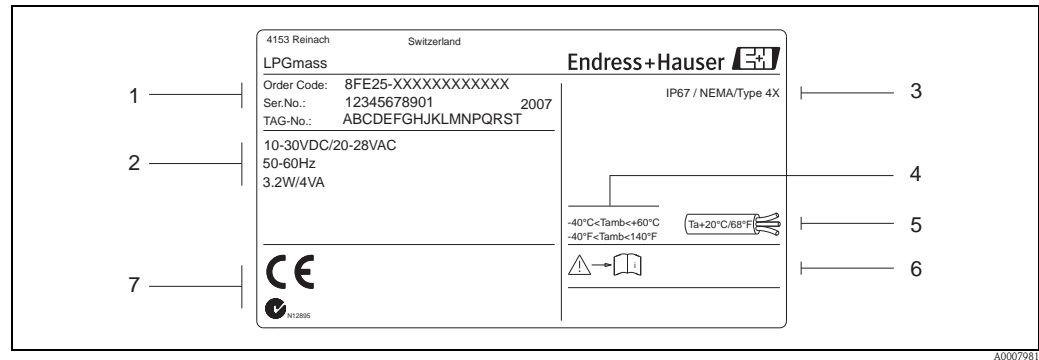 4153 Reinach Switzerland
LPGmass
Endress+Hauser
Order Code: 8FE25-XXXXXXXXXXXX
Ser.No.: 12345678901 2007
TAG-No.: ABCDEFGHJKLMNPQRST
IP67 / NEMA/Type 4X
10-30VDC/20-28VAC
50-60Hz
3.2W/4VA
-40°C<Tamb<+60°C
-40°F<Tamb<140°F
Ta+20°C/68°F
i
CE
N12895
1
2
3
4
5
6
7
A0007981